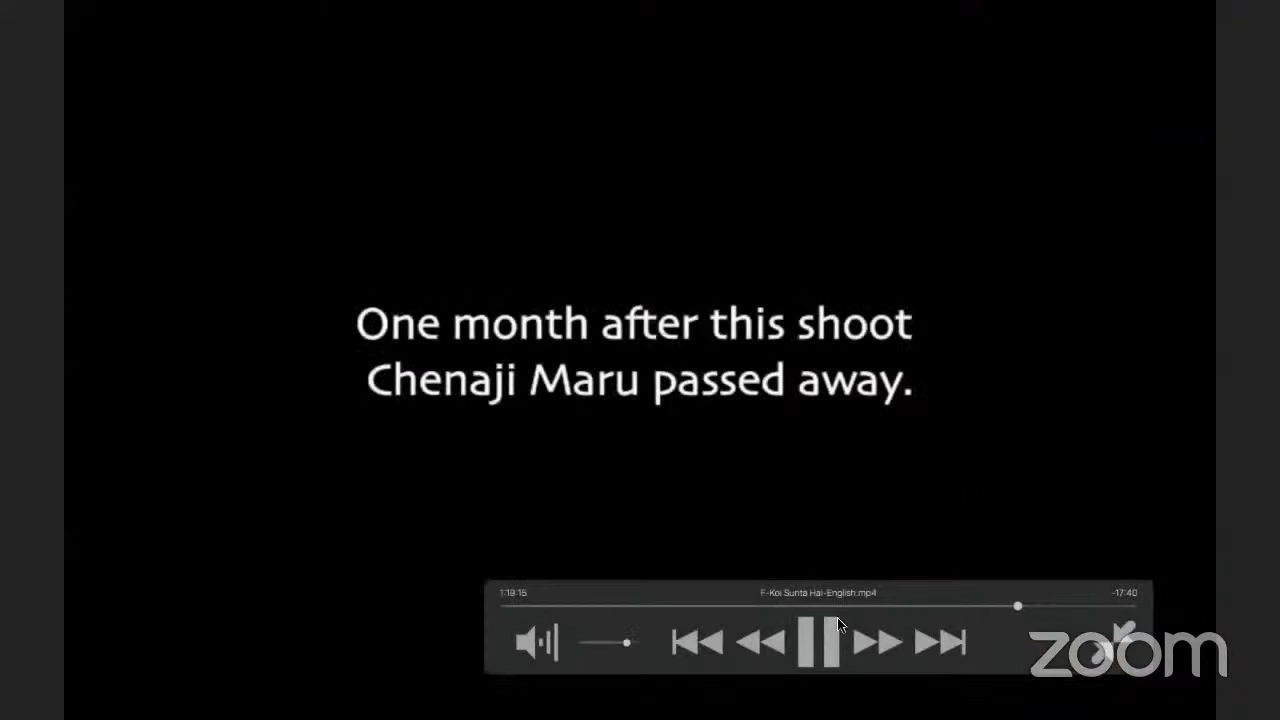 One month after this shoot
Chenaji Maru passed away.
1:19:15 F-Koi Sunta Hai-English.mp4 -17:40
zoom